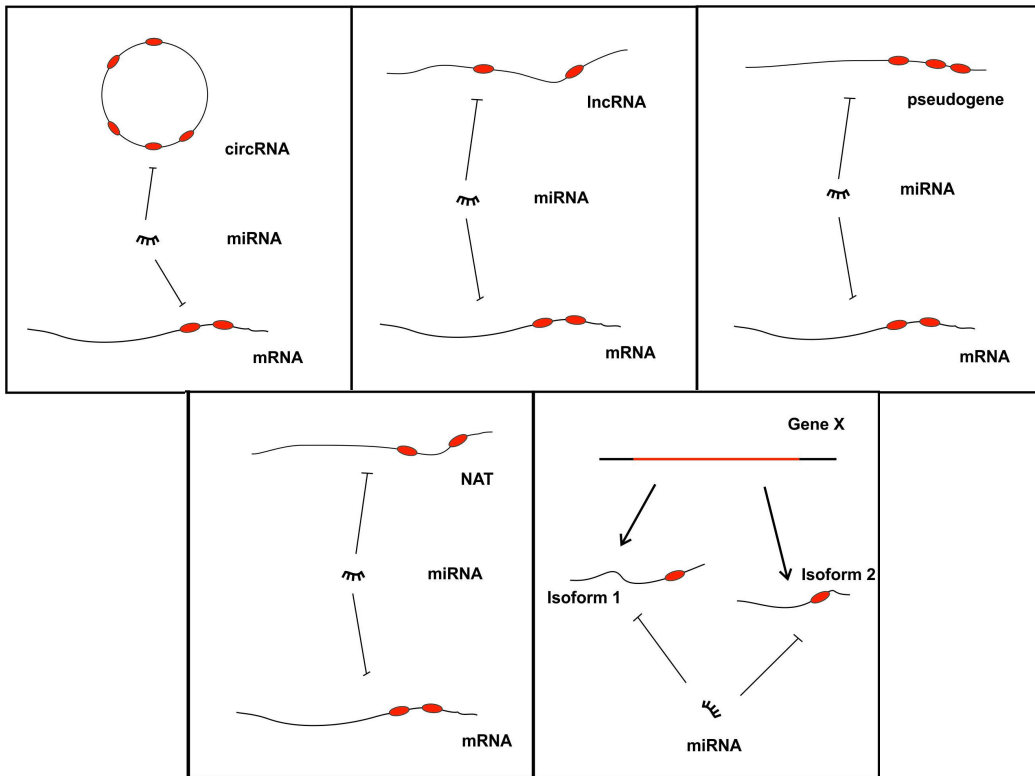 circRNA
miRNA
mRNA
lncRNA
miRNA
mRNA
pseudogene
miRNA
mRNA
NAT
miRNA
mRNA
Gene X
Isoform 1
Isoform 2
miRNA